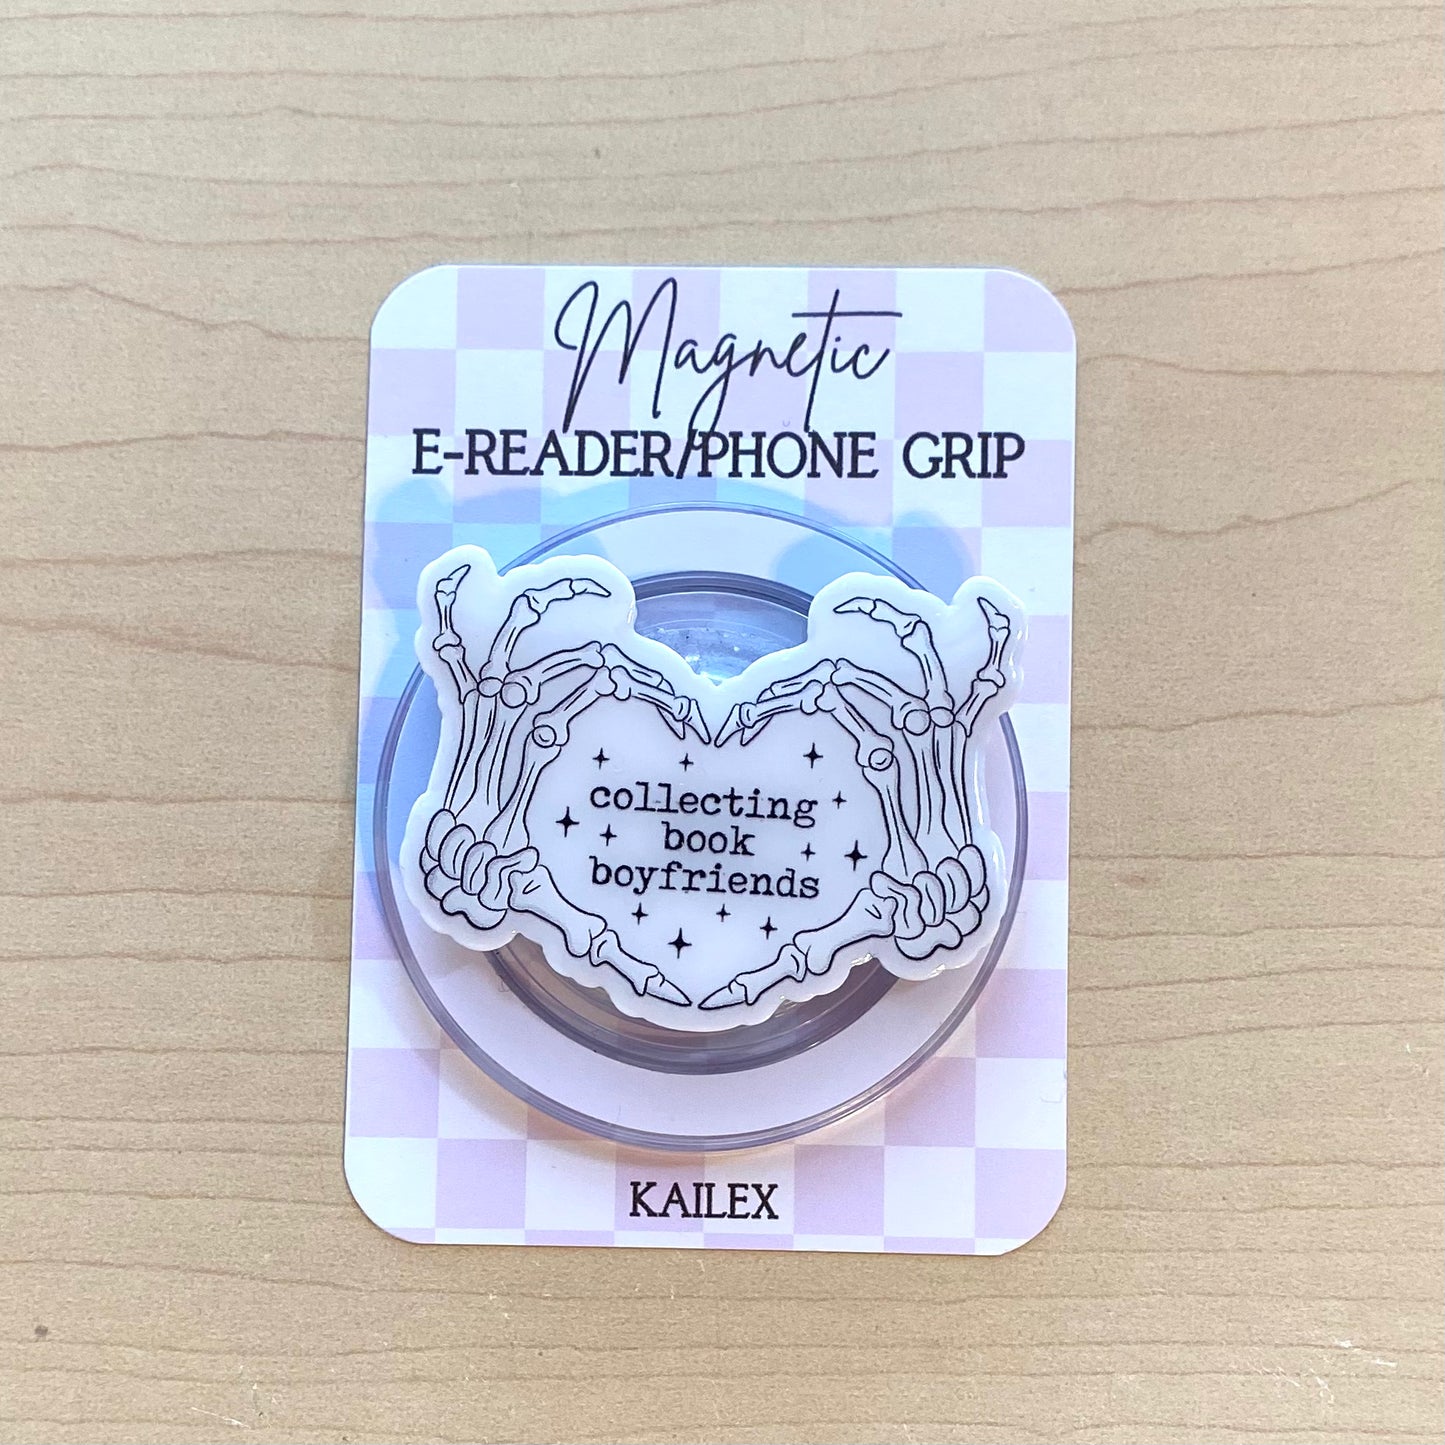 Magnetic
E-READER/PHONE GRIP
collecting
book
boyfriends
KAILEX